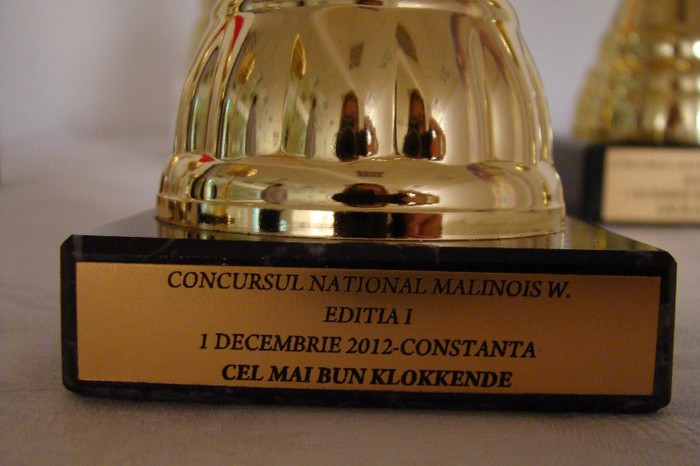 CONCURSUL NATIONAL MALINOIS W.
EDITIA I
1 DECEMBRIE 2012-CONSTANTA
CEL MAI BUN KLOKKENDE